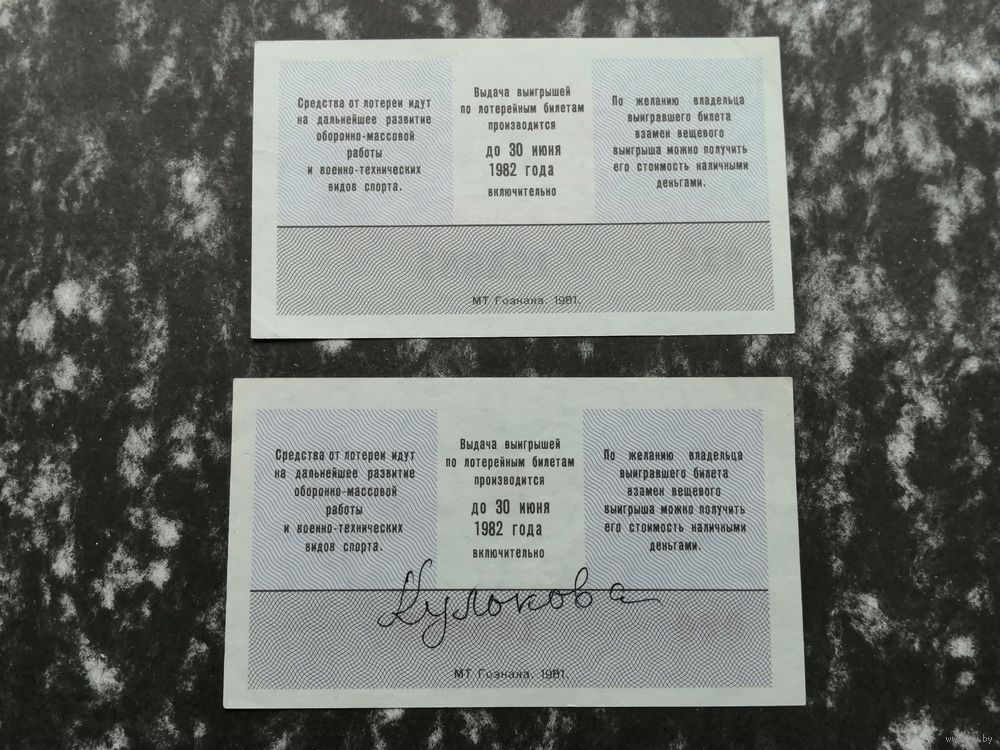 Средства от лотереи идут
на дальнейшее развитие
оборонно-массовой
работы
и военно-технических
видов спорта.
Выдача выигрышей
по лотерейным билетам
производится
до 30 июня
1982 года
включительно
По желанию владельца
выигравшего билета
взамен вещевого
выигрыша можно получить
его стоимость наличными
деньгами.
МТ Гознака. 1981.
Средства от лотереи идут
на дальнейшее развитие
оборонно-массовой
работы
и военно-технических
видов спорта.
Выдача выигрышей
по лотерейным билетам
производится
до 30 июня
1982 года
включительно
По желанию владельца
выигравшего билета
взамен вещевого
выигрыша можно получить
его стоимость наличными
деньгами.
Кулокова
МТ Гознака. 1981.